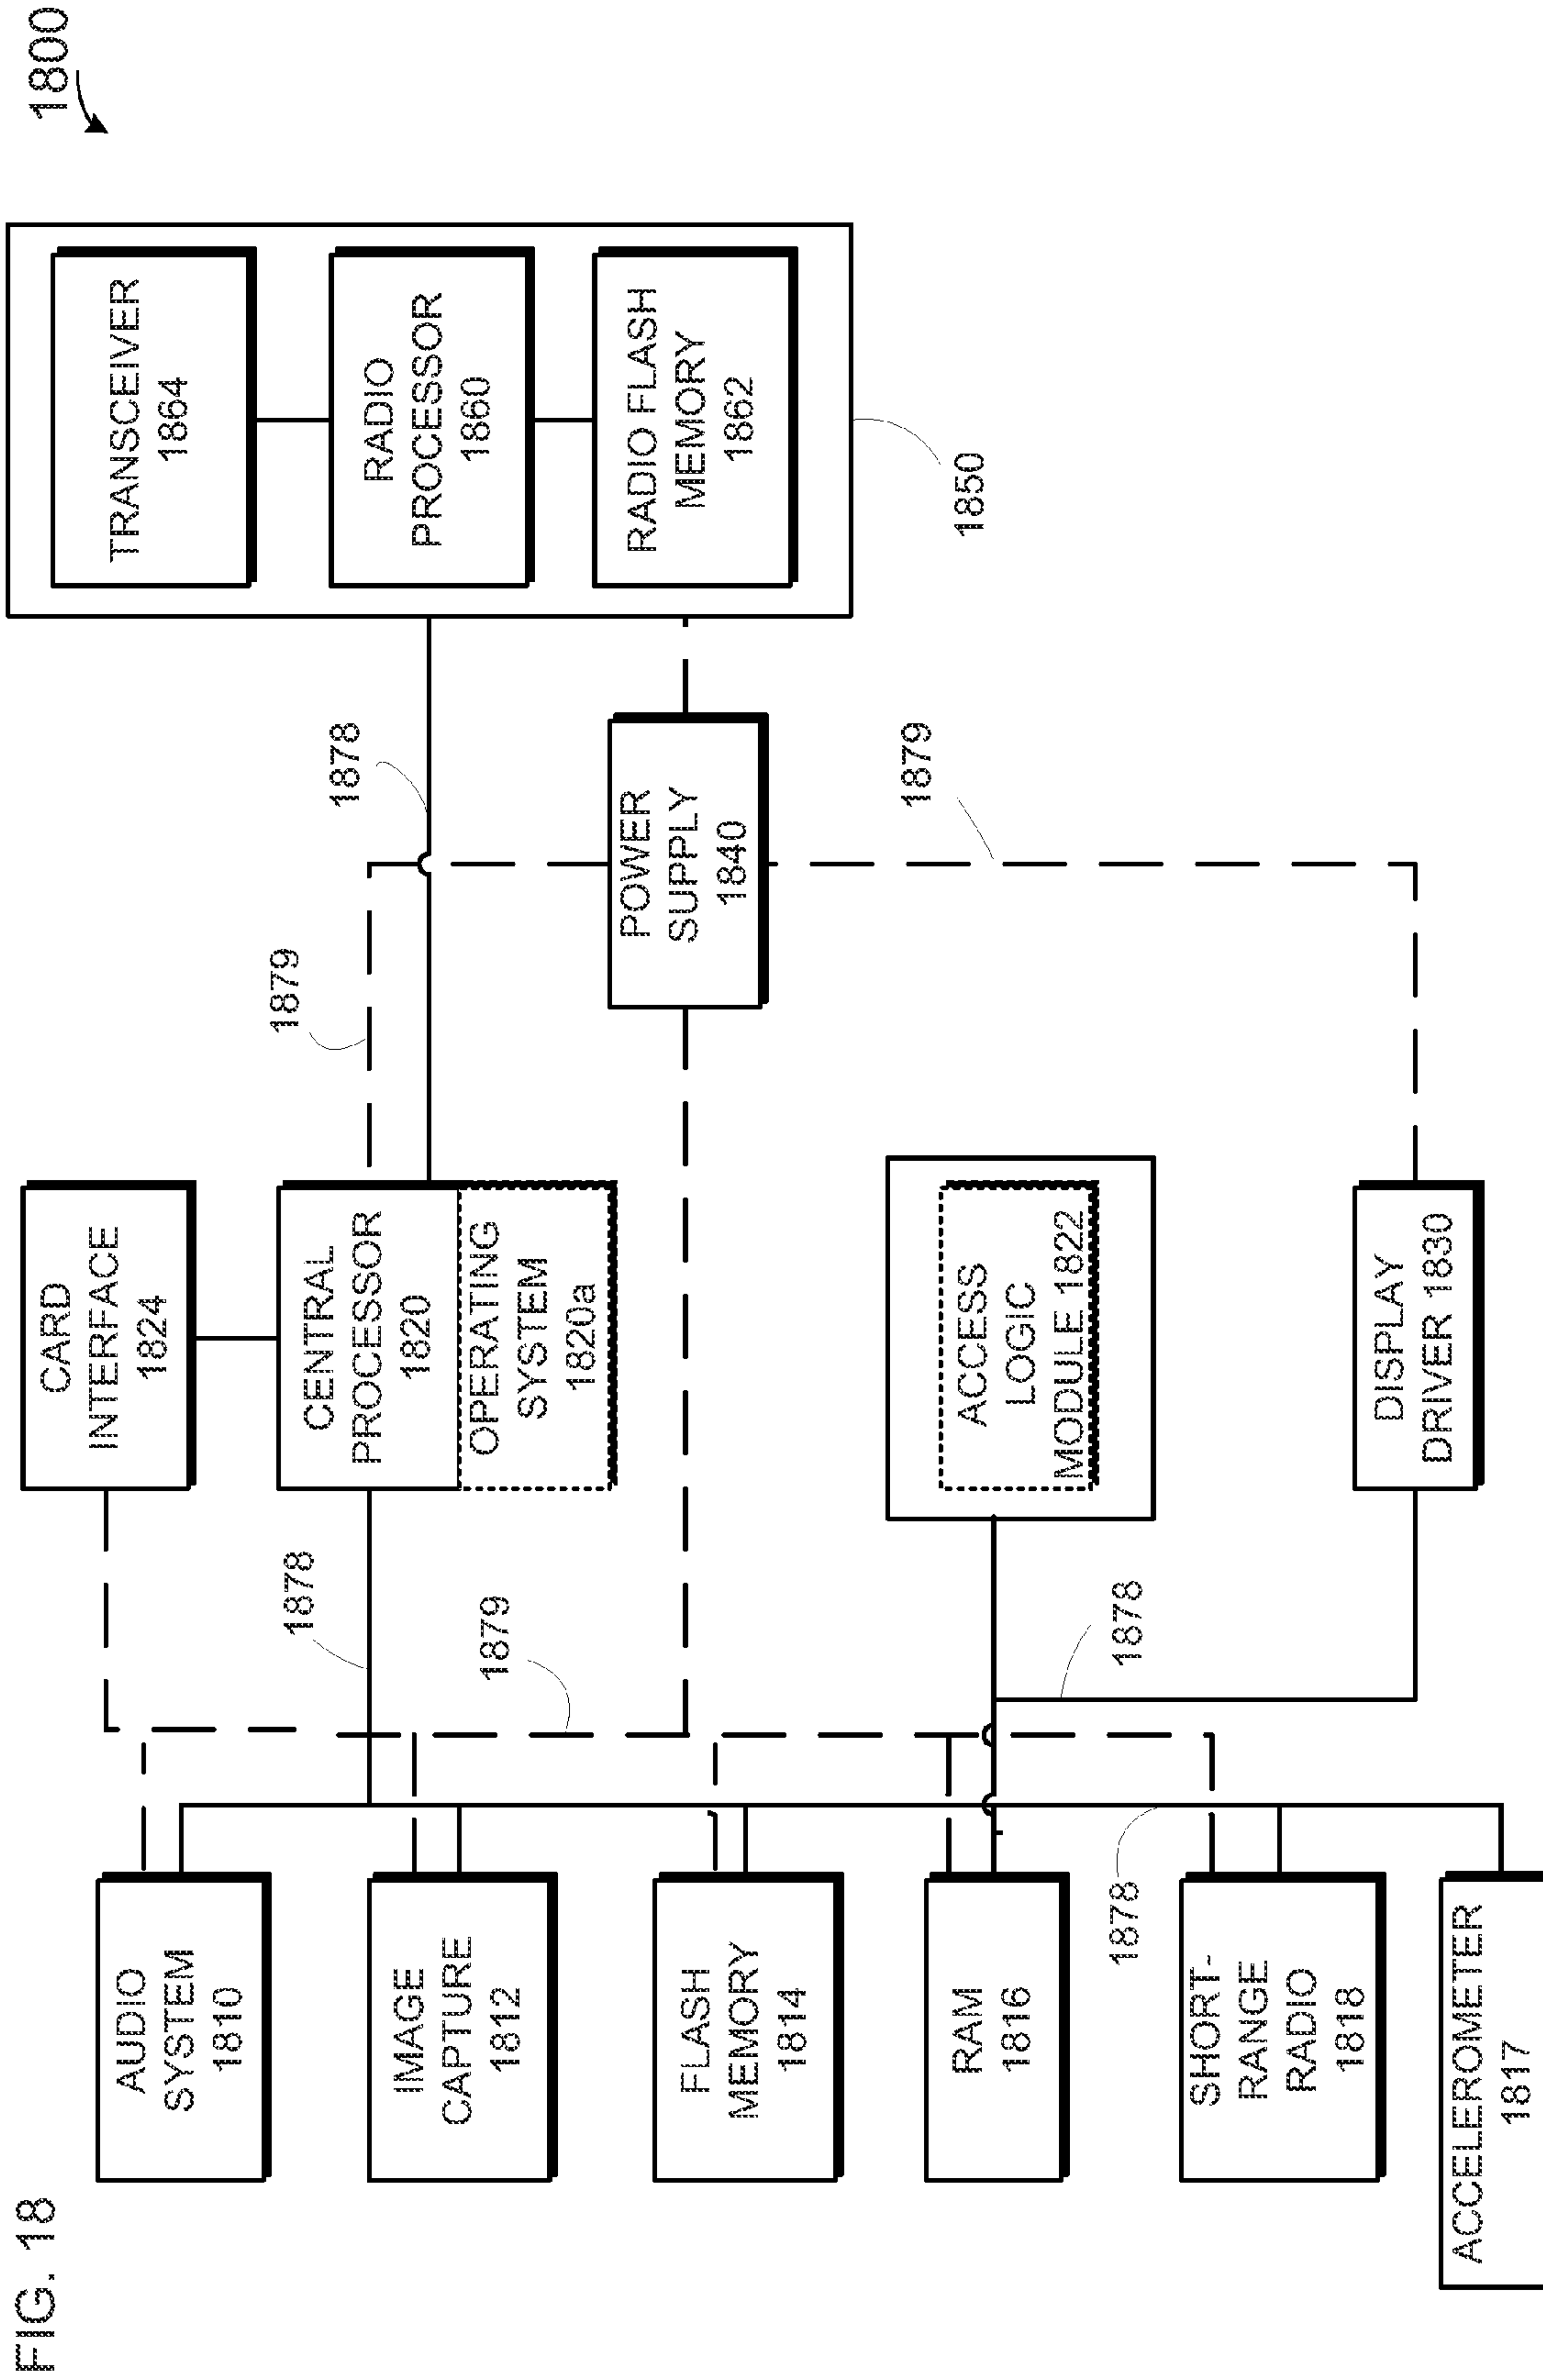 FIG. 18
1800
AUDIO
SYSTEM
1810
IMAGE
CAPTURE
1812
FLASH
MEMORY
1814
RAM
1816
SHORT-
RANGE
RADIO
1818
ACCELEROMETER
1817
1878
1879
1878
1878
CARD
INTERFACE
1824
CENTRAL
PROCESSOR
1820
OPERATING
SYSTEM
1820a
ACCESS
LOGIC
MODULE 1822
DISPLAY
DRIVER 1830
1879
1878
POWER
SUPPLY
1840
1879
TRANSCEIVER
1864
RADIO
PROCESSOR
1860
RADIO FLASH
MEMORY
1862
1850